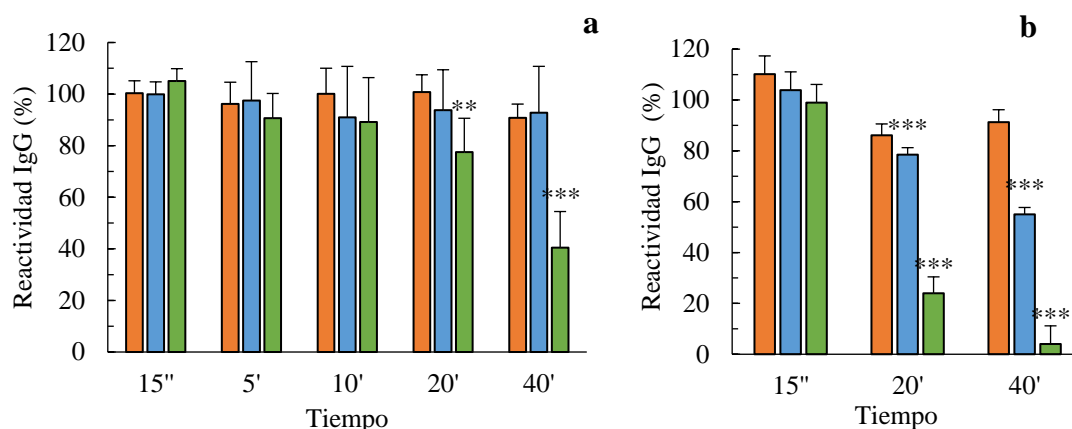 a
Reactividad IgG (%)
120
100
80
60
40
20
0
**
***
15" 5' 10' 20' 40'
Tiempo
b
Reactividad IgG (%)
120
100
80
60
40
20
0
***
***
***
***
15" 20' 40'
Tiempo